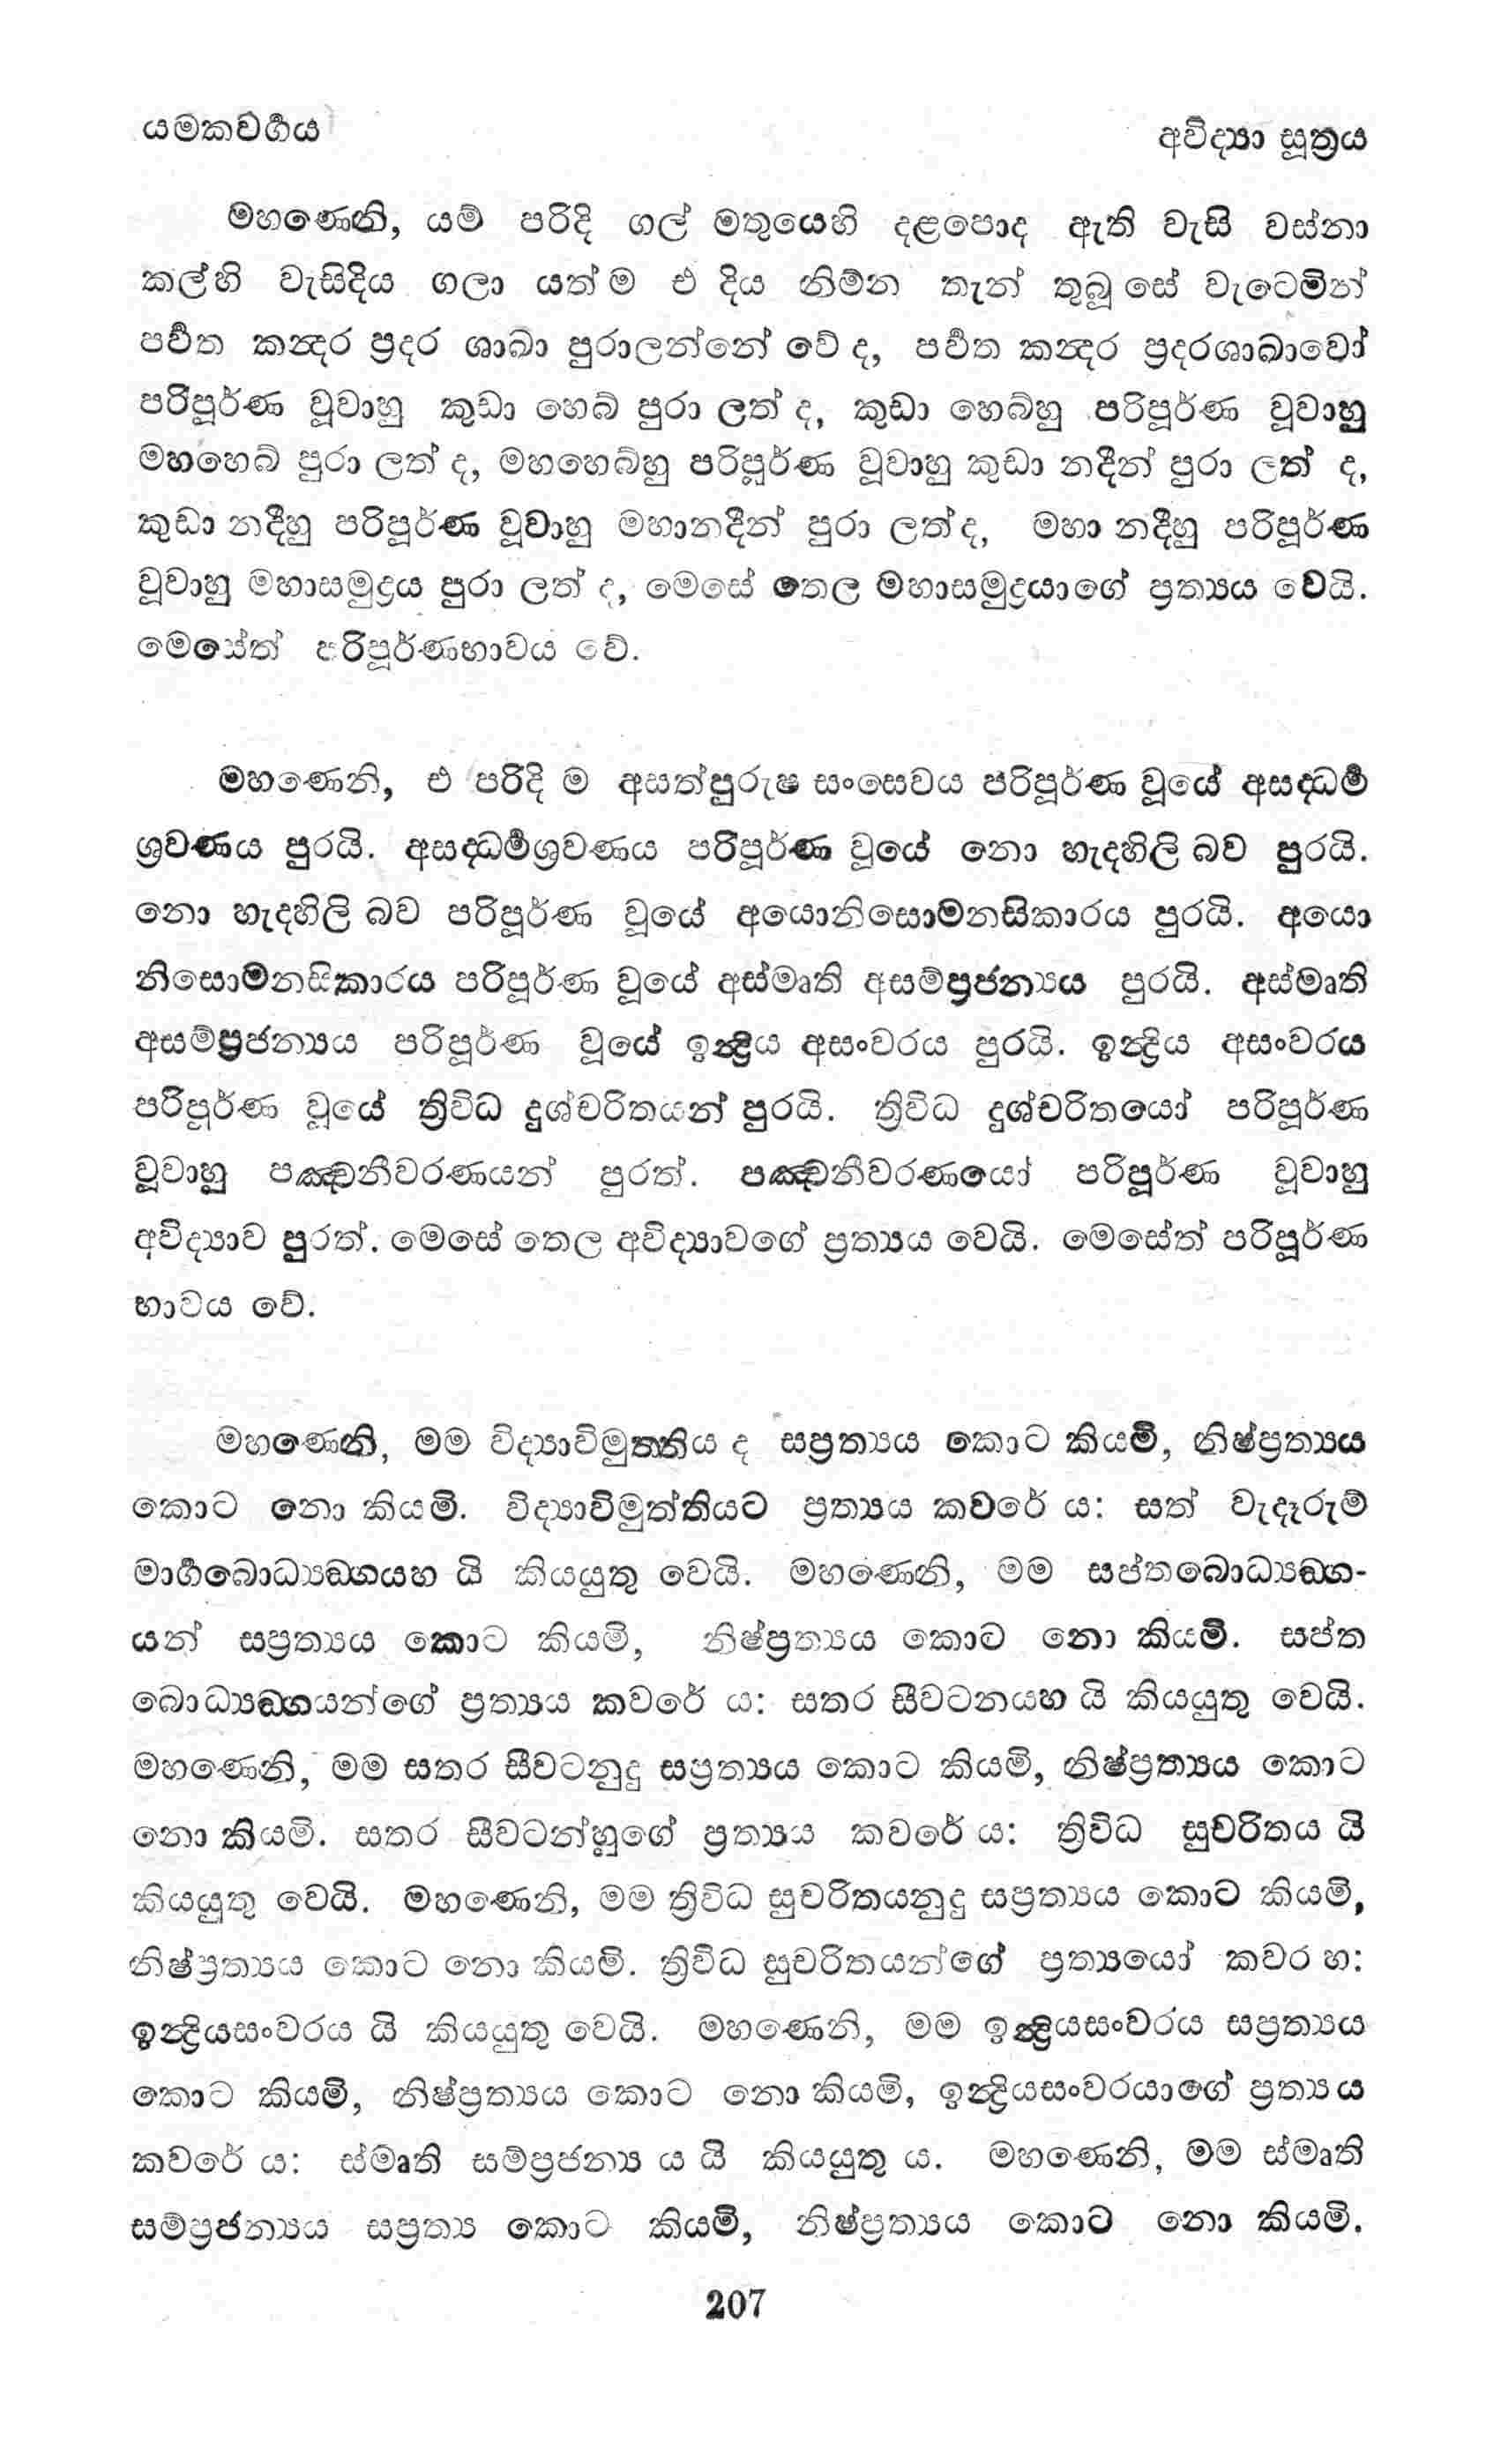 යමකවර්‍ගය
අවිද්‍යා සූත්‍රය
මහණෙනි, යම් පරිදි ගල් මතුයෙහි දළපොද ඇති වැසි වස්නා
කල්හි වැසිදිය ගලා යත් ම එ දිය නිම්න තැන් තුබූ සේ වැටෙමින්
පර්‍වත කන්‍දර ප්‍රදර ශාඛා පුරාලන්නේ වේ ද, පර්‍වත කන්‍දර ප්‍රදරශාඛාවෝ
පරිපූර්ණ වූවාහු කුඩා හෙබ් පුරා ලත් ද, කුඩා හෙබ්හු පරිපූර්ණ වූවාහු
මහහෙබ් පුරා ලත් ද, මහහෙබ්හු පරිපූර්ණ වූවාහු කුඩා නදීන් පුරා ලත් ද,
කුඩා නදීහු පරිපූර්ණ වූවාහු මහානදීන් පුරා ලත්ද, මහා නදීහු පරිපූර්ණ
වූවාහු මහාසමුද්‍රය පුරා ලත් ද, මෙසේ තෙල මහාසමුද්‍රයාගේ ප්‍රත්‍යය වෙයි.
මෙසේත් පරිපූර්ණභාවය වේ.
මහණෙනි, එ පරිදි ම අසත්පුරුෂ සංසෙවය පරිපූර්ණ වූයේ අසද්‍ධර්‍ම
ශ්‍රවණය පුරයි. අසද්‍ධර්‍මශ්‍රවණය පරිපූර්ණ වූයේ නො හැදහිලි බව පුරයි.
නො හැදහිලි බව පරිපූර්ණ වූයේ අයොනිසොමනසිකාරය පුරයි. අයො
නිසොමනසිකාරය පරිපූර්ණ වූයේ අස්මෘති අසම්ප්‍රජන්‍යය පුරයි. අස්මෘති
අසම්ප්‍රජන්‍යය පරිපූර්ණ වූයේ ඉන්‍ද්‍රිය අසංවරය පුරයි. ඉන්‍ද්‍රිය අසංවරය
පරිපූර්ණ වූයේ ත්‍රිවිධ දුශ්චරිතයන් පුරයි. ත්‍රිවිධ දුශ්චරිතයෝ පරිපූර්ණ
වූවාහු පඤ්චනීවරණයන් පුරත්. පඤ්චනීවරණයෝ පරිපූර්ණ වූවාහු
අවිද්‍යාව පුරත්. මෙසේ තෙල අවිද්‍යාවගේ ප්‍රත්‍යය වෙයි. මෙසේත් පරිපූර්ණ
භාවය වේ.
මහණෙනි, මම විද්‍යාවිමුත්‍තිය ද සප්‍රත්‍යය කොට කියමි, නිෂ්ප්‍රත්‍යය
කොට නො කියමි. විද්‍යාවිමුත්තියට ප්‍රත්‍යය කවරේ ය: සත් වැදෑරුම්
මාර්‍ගබොධ්‍යඞ්‍ගයහ යි කියයුතු වෙයි. මහණෙනි, මම සප්තබොධ්‍යඞ්‍ග-
යන් සප්‍රත්‍යය කොට කියමි, නිෂ්ප්‍රත්‍යය කොට නො කියමි. සප්ත
බොධ්‍යඞ්‍ගයන්ගේ ප්‍රත්‍යය කවරේ ය: සතර සීවටනයහ යි කියයුතු වෙයි.
මහණෙනි, මම සතර සීවටනුදු සප්‍රත්‍යය කොට කියමි, නිෂ්ප්‍රත්‍යය කොට
නො කියමි. සතර සීවටන්හුගේ ප්‍රත්‍යය කවරේ ය: ත්‍රිවිධ සුචරිතය යි
කියයුතු වෙයි. මහණෙනි, මම ත්‍රිවිධ සුචරිතයනුදු සප්‍රත්‍යය කොට කියමි,
නිෂ්ප්‍රත්‍යය කොට නො කියමි. ත්‍රිවිධ සුචරිතයන්ගේ ප්‍රත්‍යයෝ කවර හ:
ඉන්‍ද්‍රියසංවරය යි කියයුතු වෙයි. මහණෙනි, මම ඉන්‍ද්‍රියසංවරය සප්‍රත්‍යය
කොට කියමි, නිෂ්ප්‍රත්‍යය කොට නො කියමි, ඉන්‍ද්‍රියසංවරයාගේ ප්‍රත්‍යය
කවරේ ය: ස්මෘති සම්ප්‍රජන්‍ය ය යි කියයුතු ය. මහණෙනි, මම ස්මෘති
සම්ප්‍රජන්‍යය සප්‍රත්‍ය කොට කියමි, නිෂ්ප්‍රත්‍යය කොට නො කියමි.
207